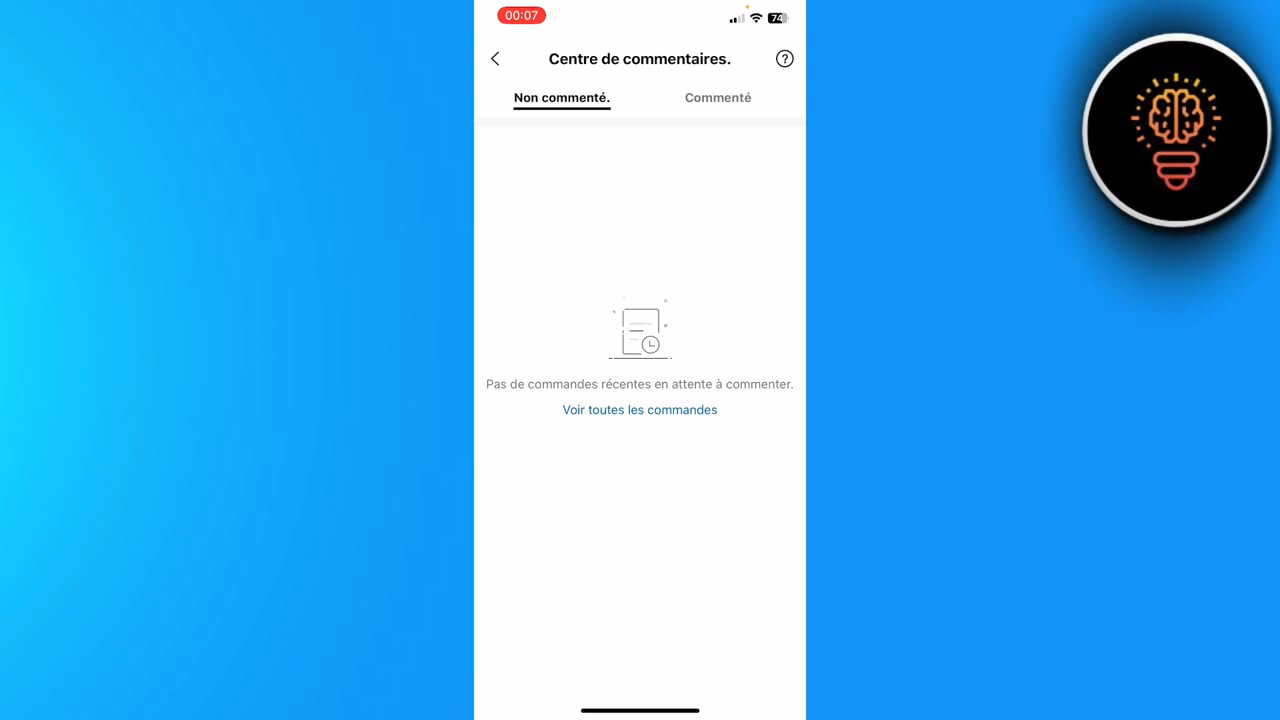 00:07
74
Centre de commentaires.
?
Non commenté.
Commenté
Pas de commandes récentes en attente à commenter.
Voir toutes les commandes